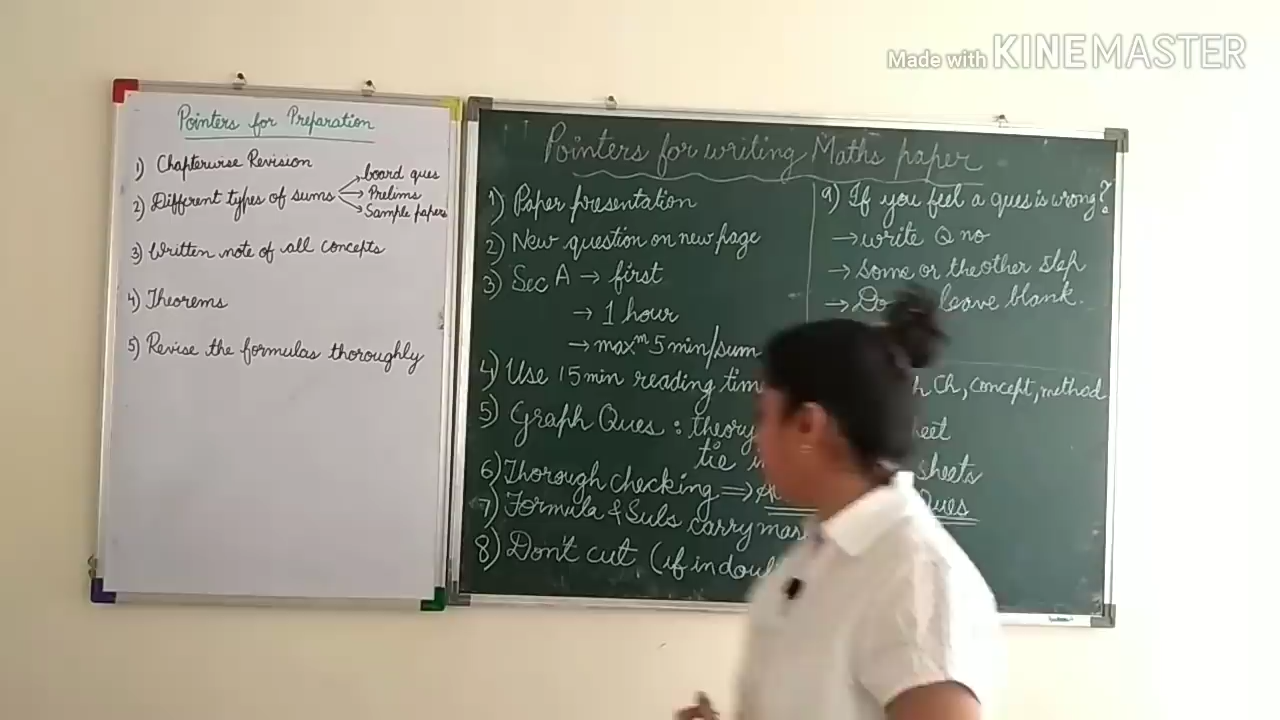 Made with KINEMASTER
Pointers for Preparation
1) Chapterwise Revision
2) Different types of sums
board ques
Prelims
Sample papers
3) Written note of all concepts
4) Theorems
5) Revise the formulas thoroughly
Pointers for writing Maths paper
1) Paper presentation
2) New question on new page
3) Sec A → first
→ 1 hour
→ maxᵐ 5 min/sum
4) Use 15 min reading
Ch, concept, method
5) Graph Ques : theory
tie
sheets
6) Thorough checking ⇒
Ques
7) Formula & Subs carry
8) Don't cut (if in
9) If you feel a ques is wrong?
→ write Q no
→ Some or the other step
→ leave blank.